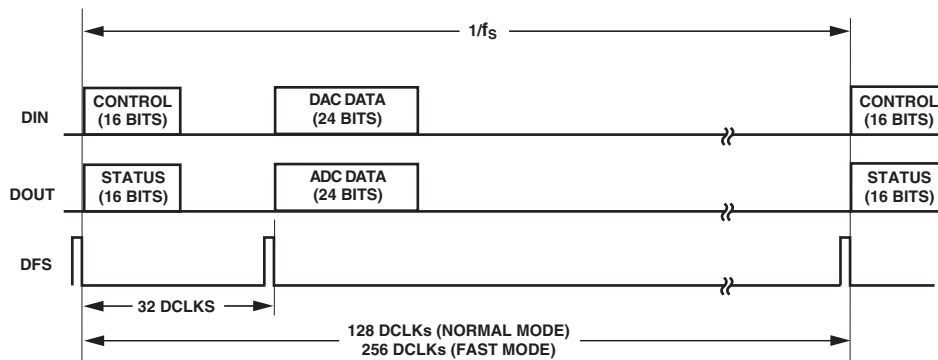 1/fS
DIN
CONTROL
(16 BITS)
DAC DATA
(24 BITS)
CONTROL
(16 BITS)
DOUT
STATUS
(16 BITS)
ADC DATA
(24 BITS)
STATUS
(16 BITS)
DFS
32 DCLKS
128 DCLKs (NORMAL MODE)
256 DCLKs (FAST MODE)